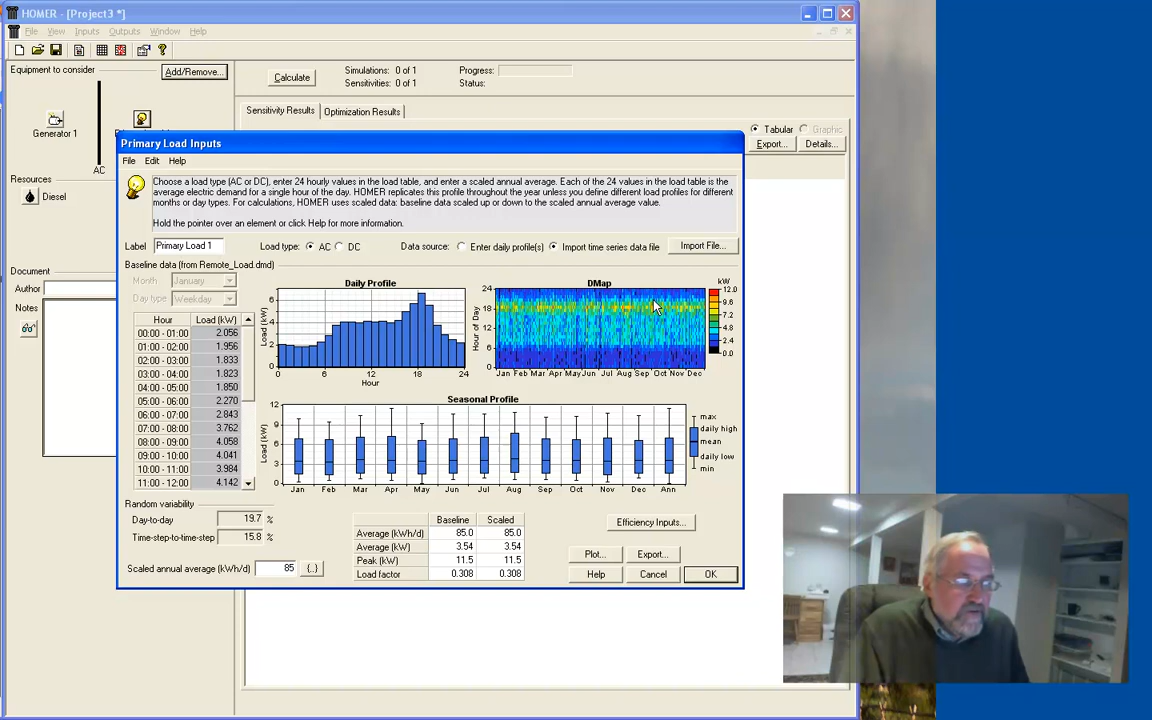 HOMER - [Project3 *]
File View Inputs Outputs Window Help
Equipment to consider
Add/Remove...
Calculate
Simulations: 0 of 1
Progress:
Sensitivities: 0 of 1
Status:
Sensitivity Results
Optimization Results
Generator 1
AC
Tabular
Graphic
Export...
Details...
Resources
Diesel
Document
Author
Notes
Primary Load Inputs
File Edit Help
Choose a load type (AC or DC), enter 24 hourly values in the load table, and enter a scaled annual average. Each of the 24 values in the load table is the
average electric demand for a single hour of the day. HOMER replicates this profile throughout the year unless you define different load profiles for different
months or day types. For calculations, HOMER uses scaled data: baseline data scaled up or down to the scaled annual average value.
Hold the pointer over an element or click Help for more information.
Label
Primary Load 1
Load type:
AC
DC
Data source:
Enter daily profile(s)
Import time series data file
Import File...
Baseline data (from Remote_Load.dmd)
Month
January
Day type
Weekday
Hour Load (kW)
00:00 - 01:00 2.056
01:00 - 02:00 1.956
02:00 - 03:00 1.833
03:00 - 04:00 1.823
04:00 - 05:00 1.850
05:00 - 06:00 2.270
06:00 - 07:00 2.843
07:00 - 08:00 3.762
08:00 - 09:00 4.058
09:00 - 10:00 4.041
10:00 - 11:00 3.984
11:00 - 12:00 4.142
Daily Profile
Load (kW)
6
4
2
0
0 6 12 18 24
Hour
DMap
Hour of Day
24
18
12
6
0
Jan Feb Mar Apr May Jun Jul Aug Sep Oct Nov Dec
kW
12.0
9.6
7.2
4.8
2.4
0.0
Seasonal Profile
Load (kW)
12
9
6
3
0
Jan Feb Mar Apr May Jun Jul Aug Sep Oct Nov Dec Ann
max
daily high
mean
daily low
min
Random variability
Day-to-day 19.7 %
Time-step-to-time-step 15.8 %
Scaled annual average (kWh/d) 85 {..}
Baseline Scaled
Average (kWh/d) 85.0 85.0
Average (kW) 3.54 3.54
Peak (kW) 11.5 11.5
Load factor 0.308 0.308
Efficiency Inputs...
Plot...
Export...
Help
Cancel
OK